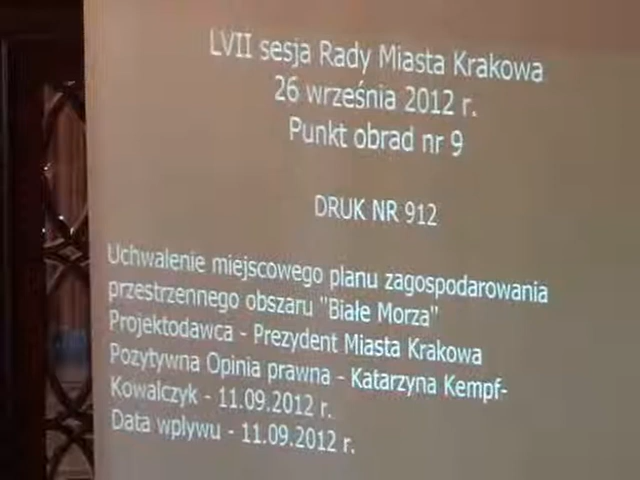 LVII sesja Rady Miasta Krakowa
26 września 2012 r.
Punkt obrad nr 9
DRUK NR 912
Uchwalenie miejscowego planu zagospodarowania
przestrzennego obszaru "Białe Morza"
Projektodawca - Prezydent Miasta Krakowa
Pozytywna Opinia prawna - Katarzyna Kempf-
Kowalczyk - 11.09.2012 r.
Data wpływu - 11.09.2012 r.